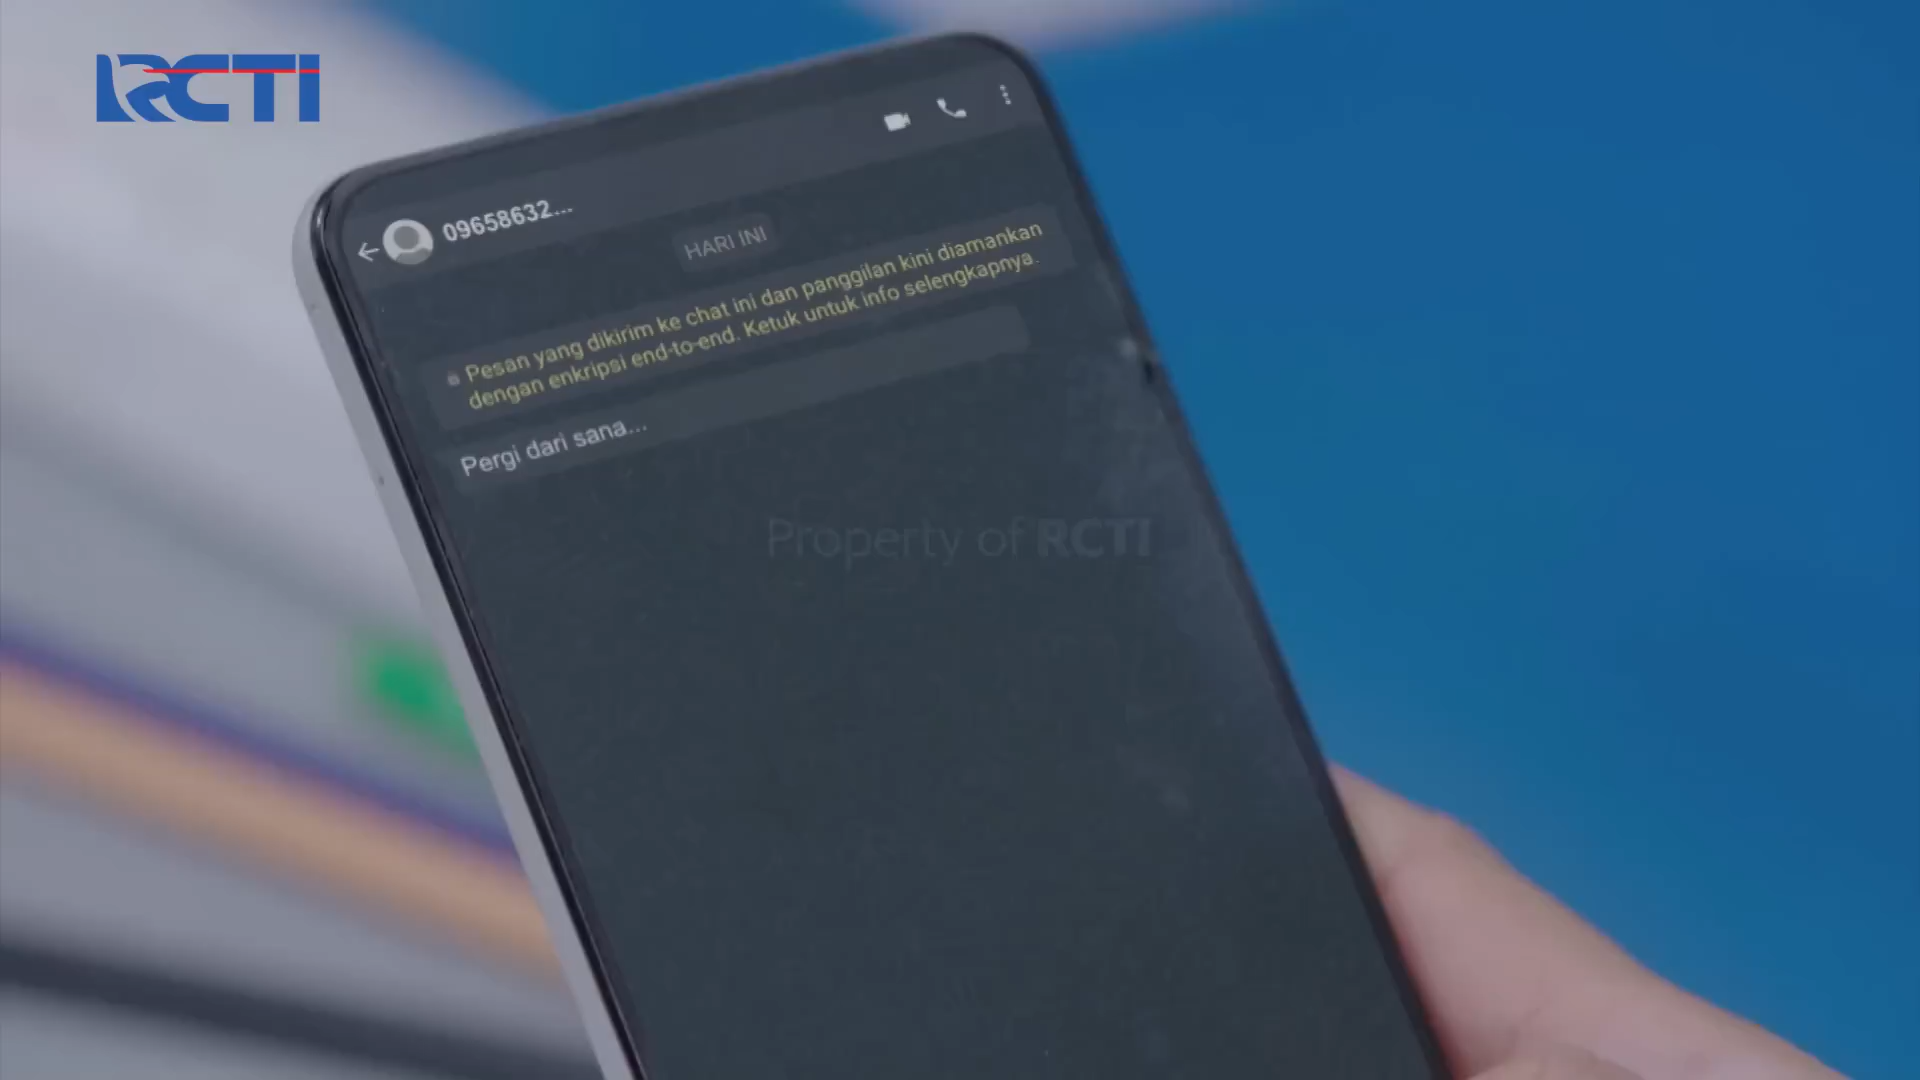 RCTI
09658632...
HARI INI
Pesan yang dikirim ke chat ini dan panggilan kini diamankan
dengan enkripsi end-to-end. Ketuk untuk info selengkapnya.
Pergi dari sana...
Property of RCTI